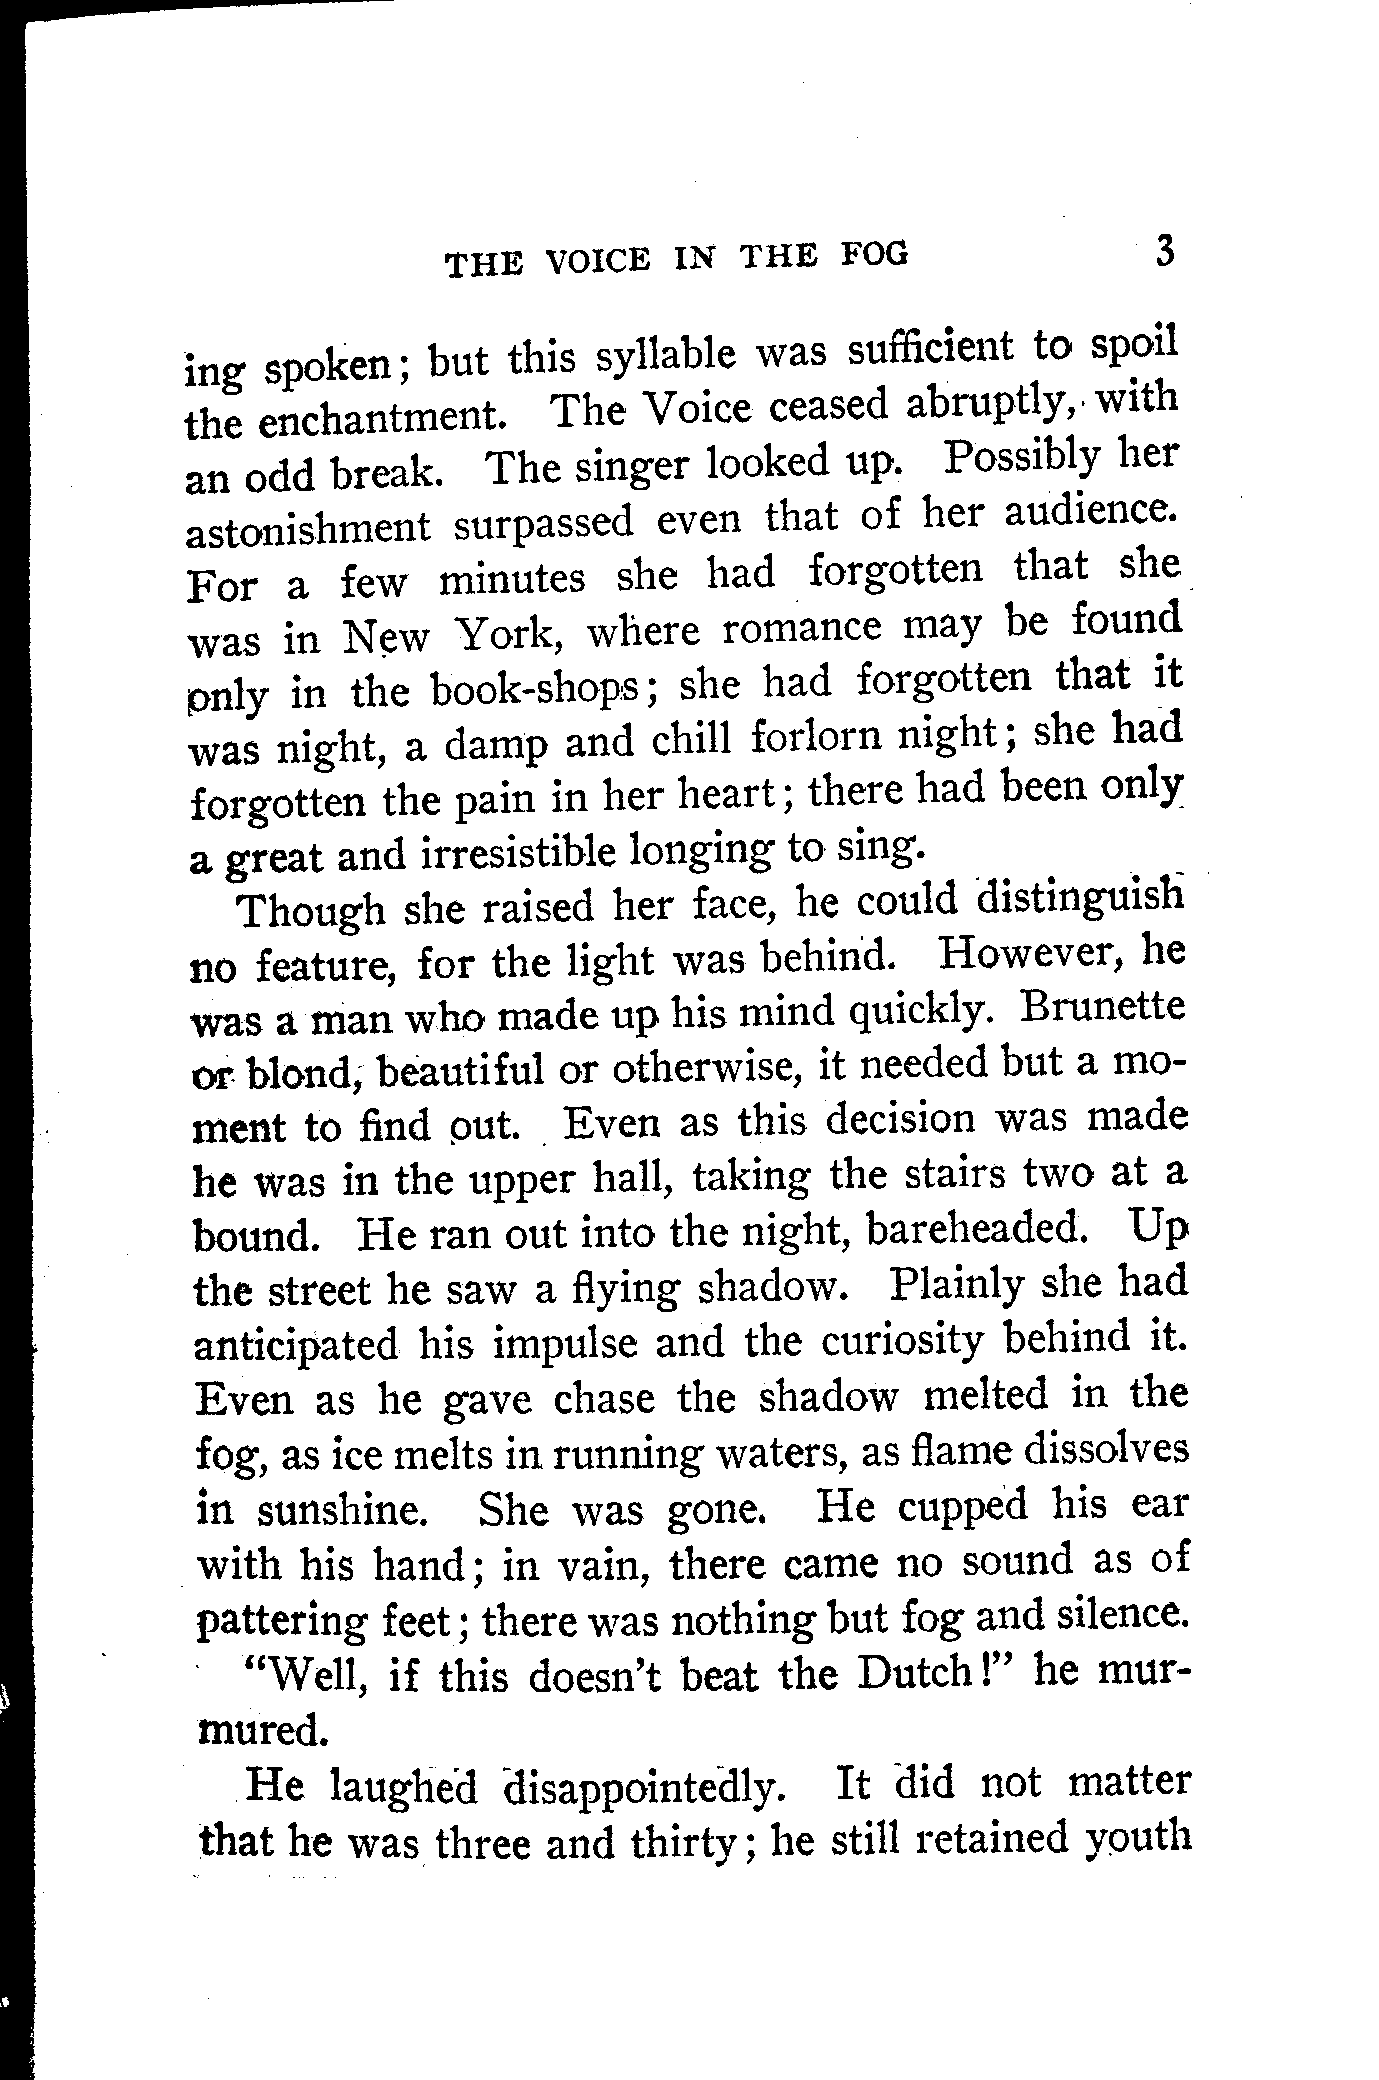 THE VOICE IN THE FOG 3
ing spoken; but this syllable was sufficient to spoil
the enchantment. The Voice ceased abruptly, with
an odd break. The singer looked up. Possibly her
astonishment surpassed even that of her audience.
For a few minutes she had forgotten that she
was in New York, where romance may be found
only in the book-shops; she had forgotten that it
was night, a damp and chill forlorn night; she had
forgotten the pain in her heart; there had been only
a great and irresistible longing to sing.
Though she raised her face, he could distinguish
no feature, for the light was behind. However, he
was a man who made up his mind quickly. Brunette
or blond, beautiful or otherwise, it needed but a mo-
ment to find out. Even as this decision was made
he was in the upper hall, taking the stairs two at a
bound. He ran out into the night, bareheaded. Up
the street he saw a flying shadow. Plainly she had
anticipated his impulse and the curiosity behind it.
Even as he gave chase the shadow melted in the
fog, as ice melts in running waters, as flame dissolves
in sunshine. She was gone. He cupped his ear
with his hand; in vain, there came no sound as of
pattering feet; there was nothing but fog and silence.
"Well, if this doesn't beat the Dutch!" he mur-
mured.
He laughed disappointedly. It did not matter
that he was three and thirty; he still retained youth